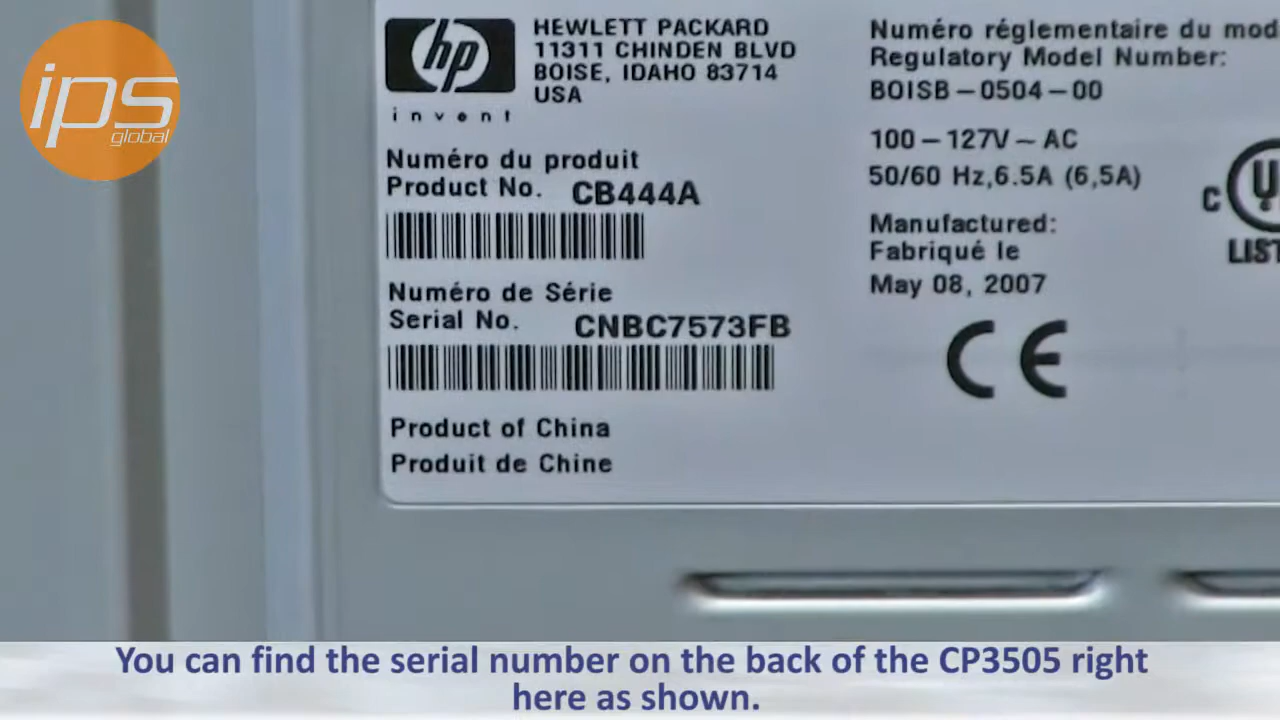 ips
global
hp
invent
HEWLETT PACKARD
11311 CHINDEN BLVD
BOISE, IDAHO 83714
USA
Numéro du produit
Product No. CB444A
Numéro de Série
Serial No. CNBC7573FB
Product of China
Produit de Chine
Numéro réglementaire du mod
Regulatory Model Number:
BOISB-0504-00
100-127V~AC
50/60 Hz,6.5A (6,5A)
Manufactured:
Fabriqué le
May 08, 2007
CE
C U
LIST
You can find the serial number on the back of the CP3505 right
here as shown.